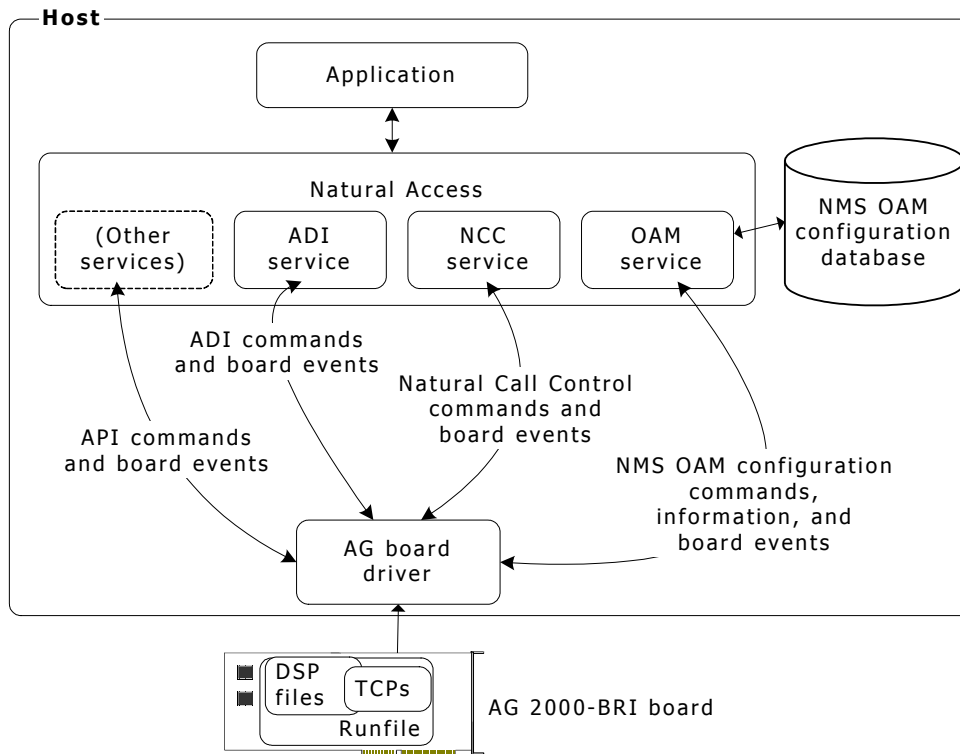 Host
Application
Natural Access
(Other
services)
ADI
service
NCC
service
OAM
service
NMS OAM
configuration
database
ADI commands
and board events
Natural Call Control
commands and
board events
API commands
and board events
NMS OAM configuration
commands,
information, and
board events
AG board
driver
DSP
files
TCPs
Runfile
AG 2000-BRI board